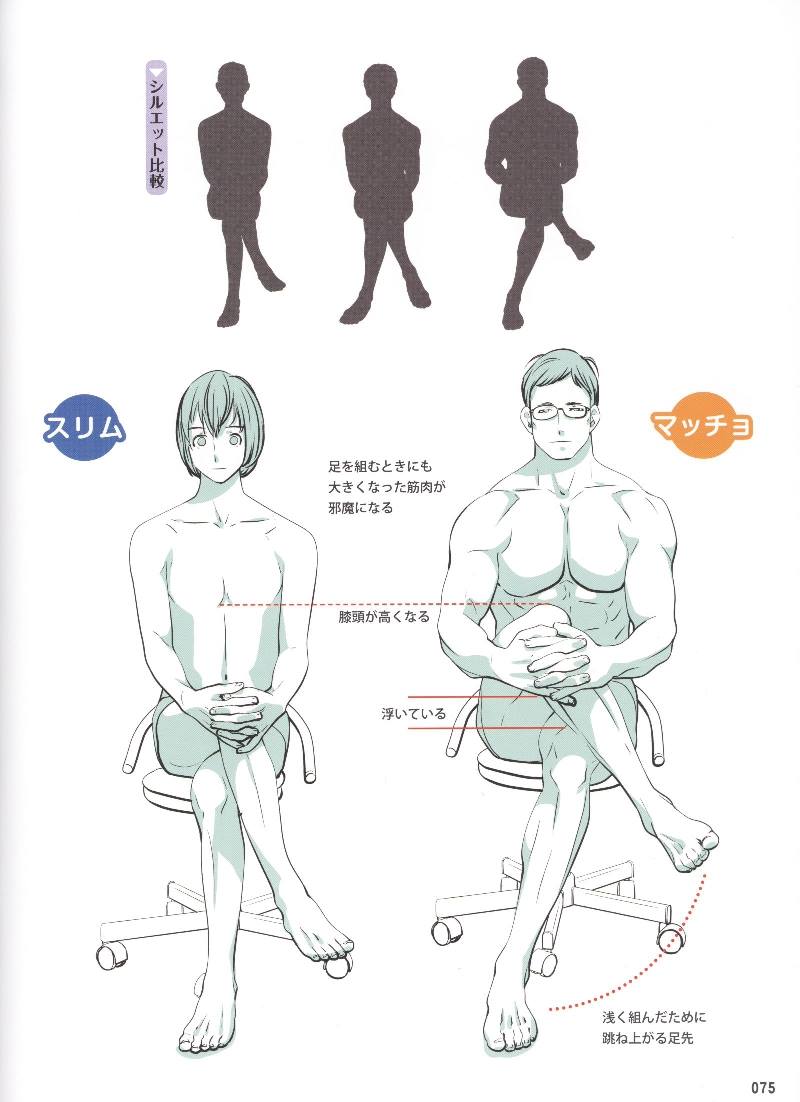 ▼シルエット比較
スリム
マッチョ
足を組むときにも
大きくなった筋肉が
邪魔になる
膝頭が高くなる
浮いている
浅く組んだために
跳ね上がる足先
075